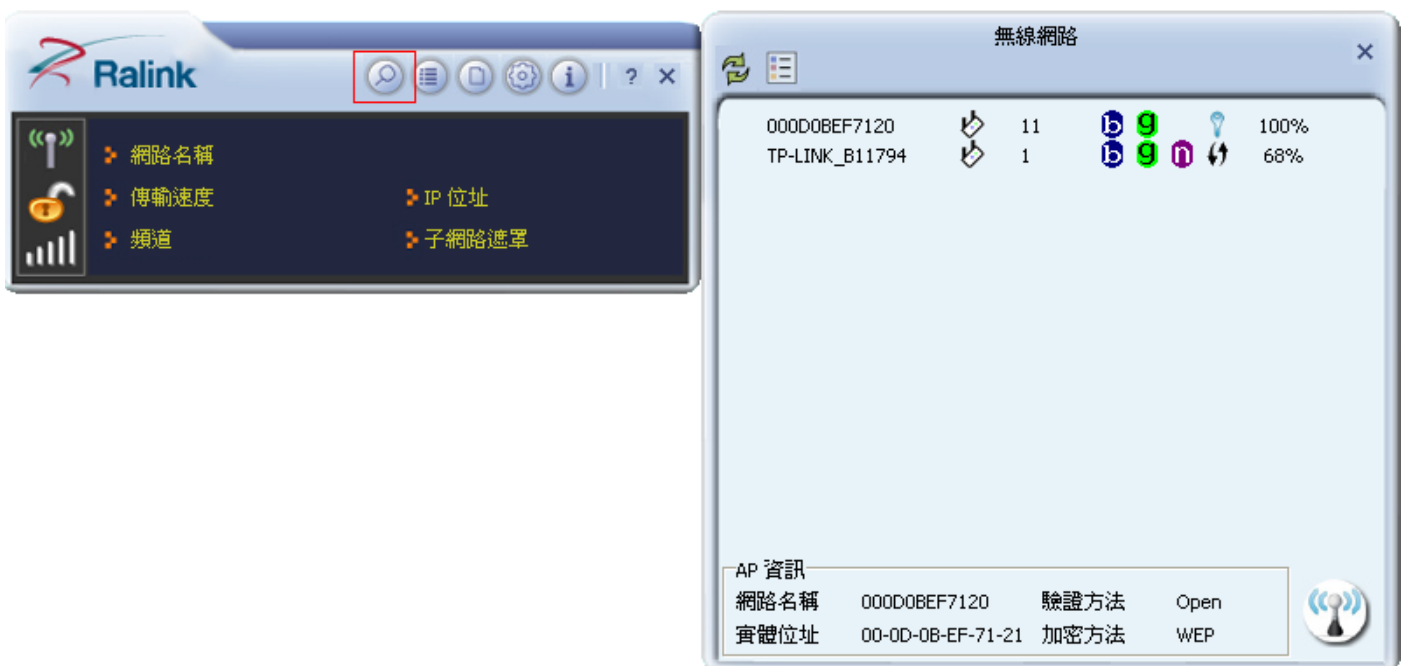 Ralink
? ×
網路名稱
傳輸速度
IP 位址
頻道
子網路遮罩
無線網路
×
000D0BEF7120 11 b g 100%
TP-LINK_B11794 1 b g n 68%
AP 資訊
網路名稱 000D0BEF7120 驗證方法 Open
實體位址 00-0D-0B-EF-71-21 加密方法 WEP